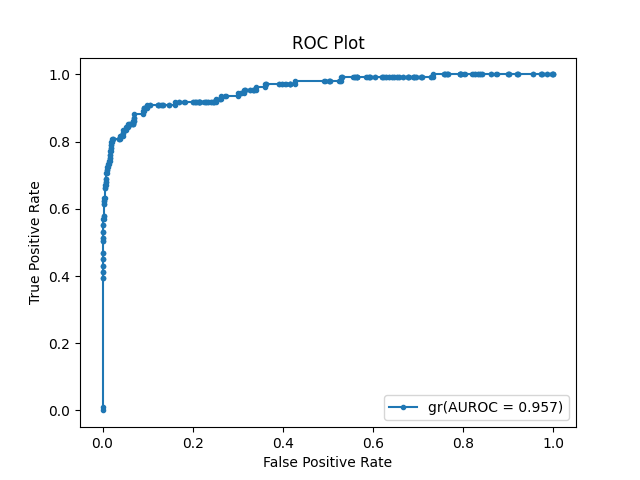 ROC Plot
True Positive Rate
1.0
0.8
0.6
0.4
0.2
0.0
gr(AUROC = 0.957)
0.0 0.2 0.4 0.6 0.8 1.0
False Positive Rate